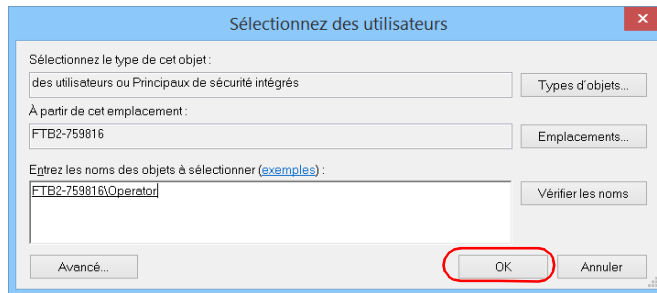 Sélectionnez des utilisateurs
Sélectionnez le type de cet objet :
des utilisateurs ou Principaux de sécurité intégrés
Types d'objets...
À partir de cet emplacement :
FTB2-759816
Emplacements...
Entrez les noms des objets à sélectionner (exemples) :
FTB2-759816\Operator
Vérifier les noms
Avancé...
OK
Annuler